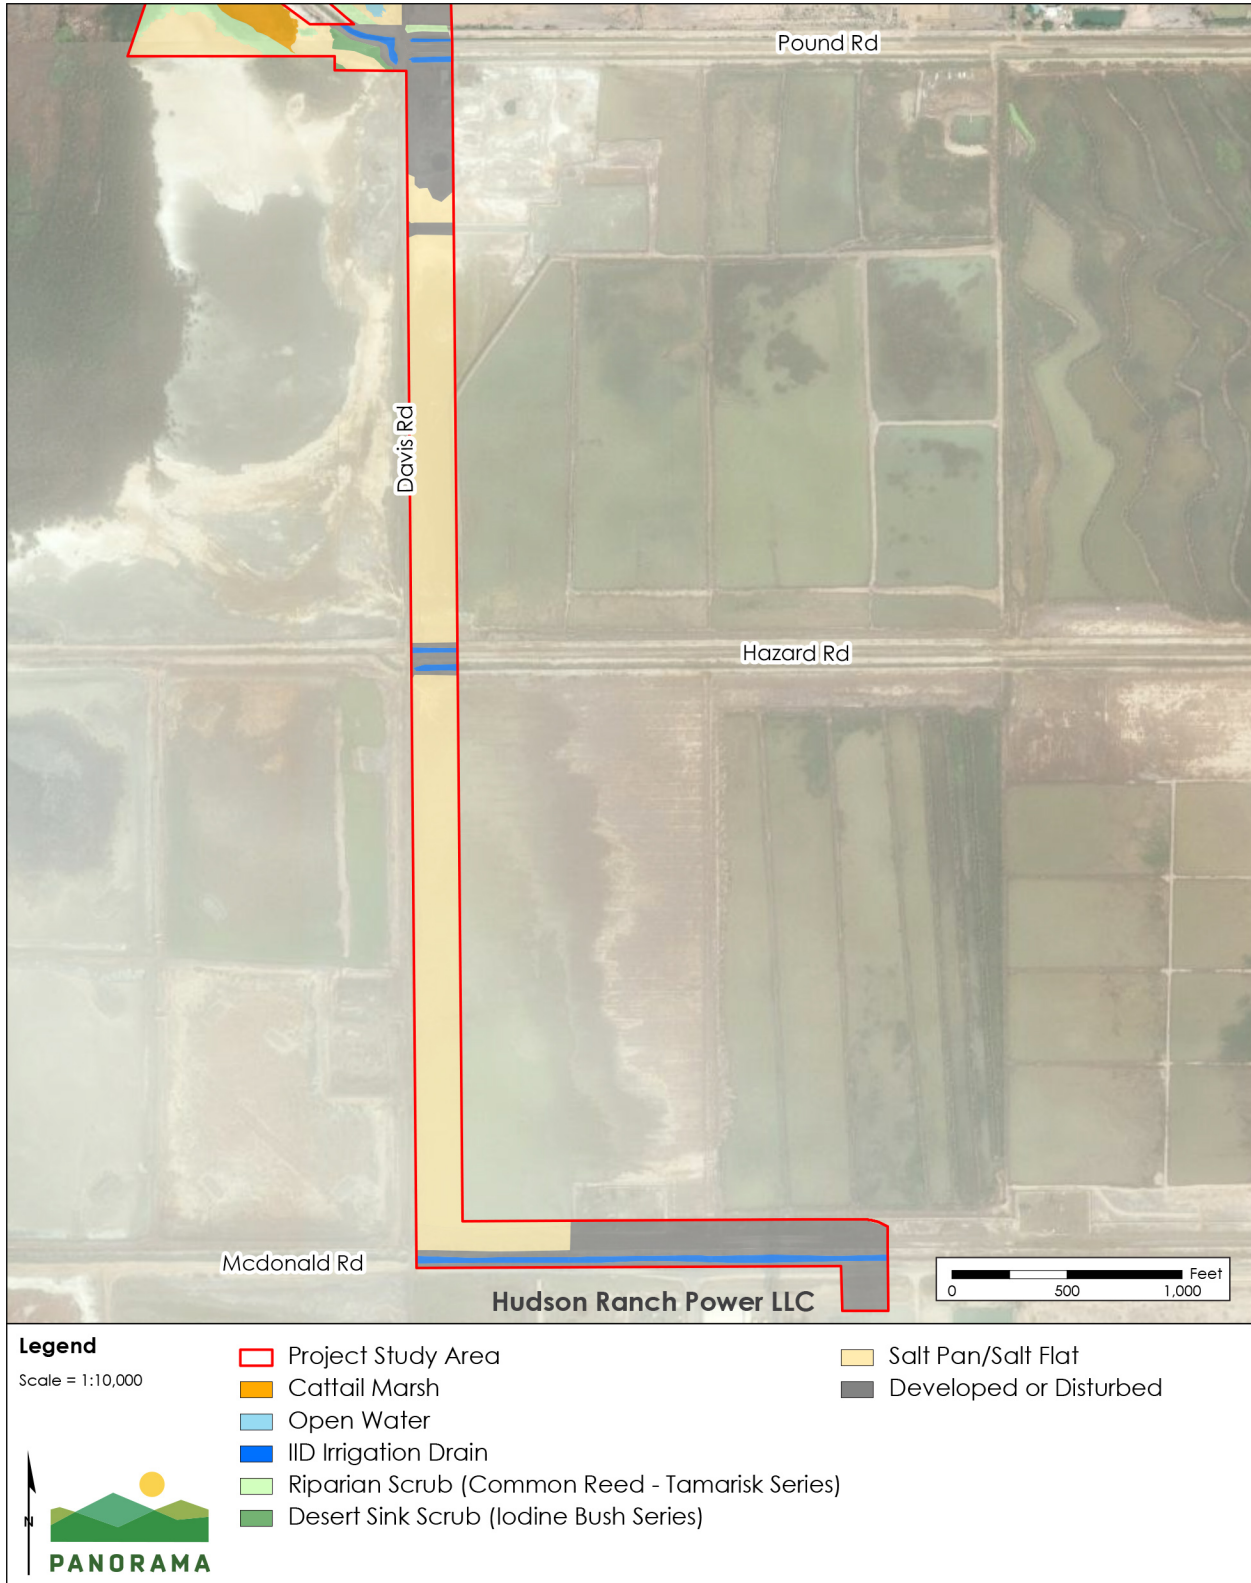 Pound Rd
Davis Rd
Hazard Rd
Mcdonald Rd
Hudson Ranch Power LLC
Feet
0 500 1,000
Legend
Scale = 1:10,000
N
PANORAMA
Project Study Area
Cattail Marsh
Open Water
IID Irrigation Drain
Riparian Scrub (Common Reed - Tamarisk Series)
Desert Sink Scrub (Iodine Bush Series)
Salt Pan/Salt Flat
Developed or Disturbed